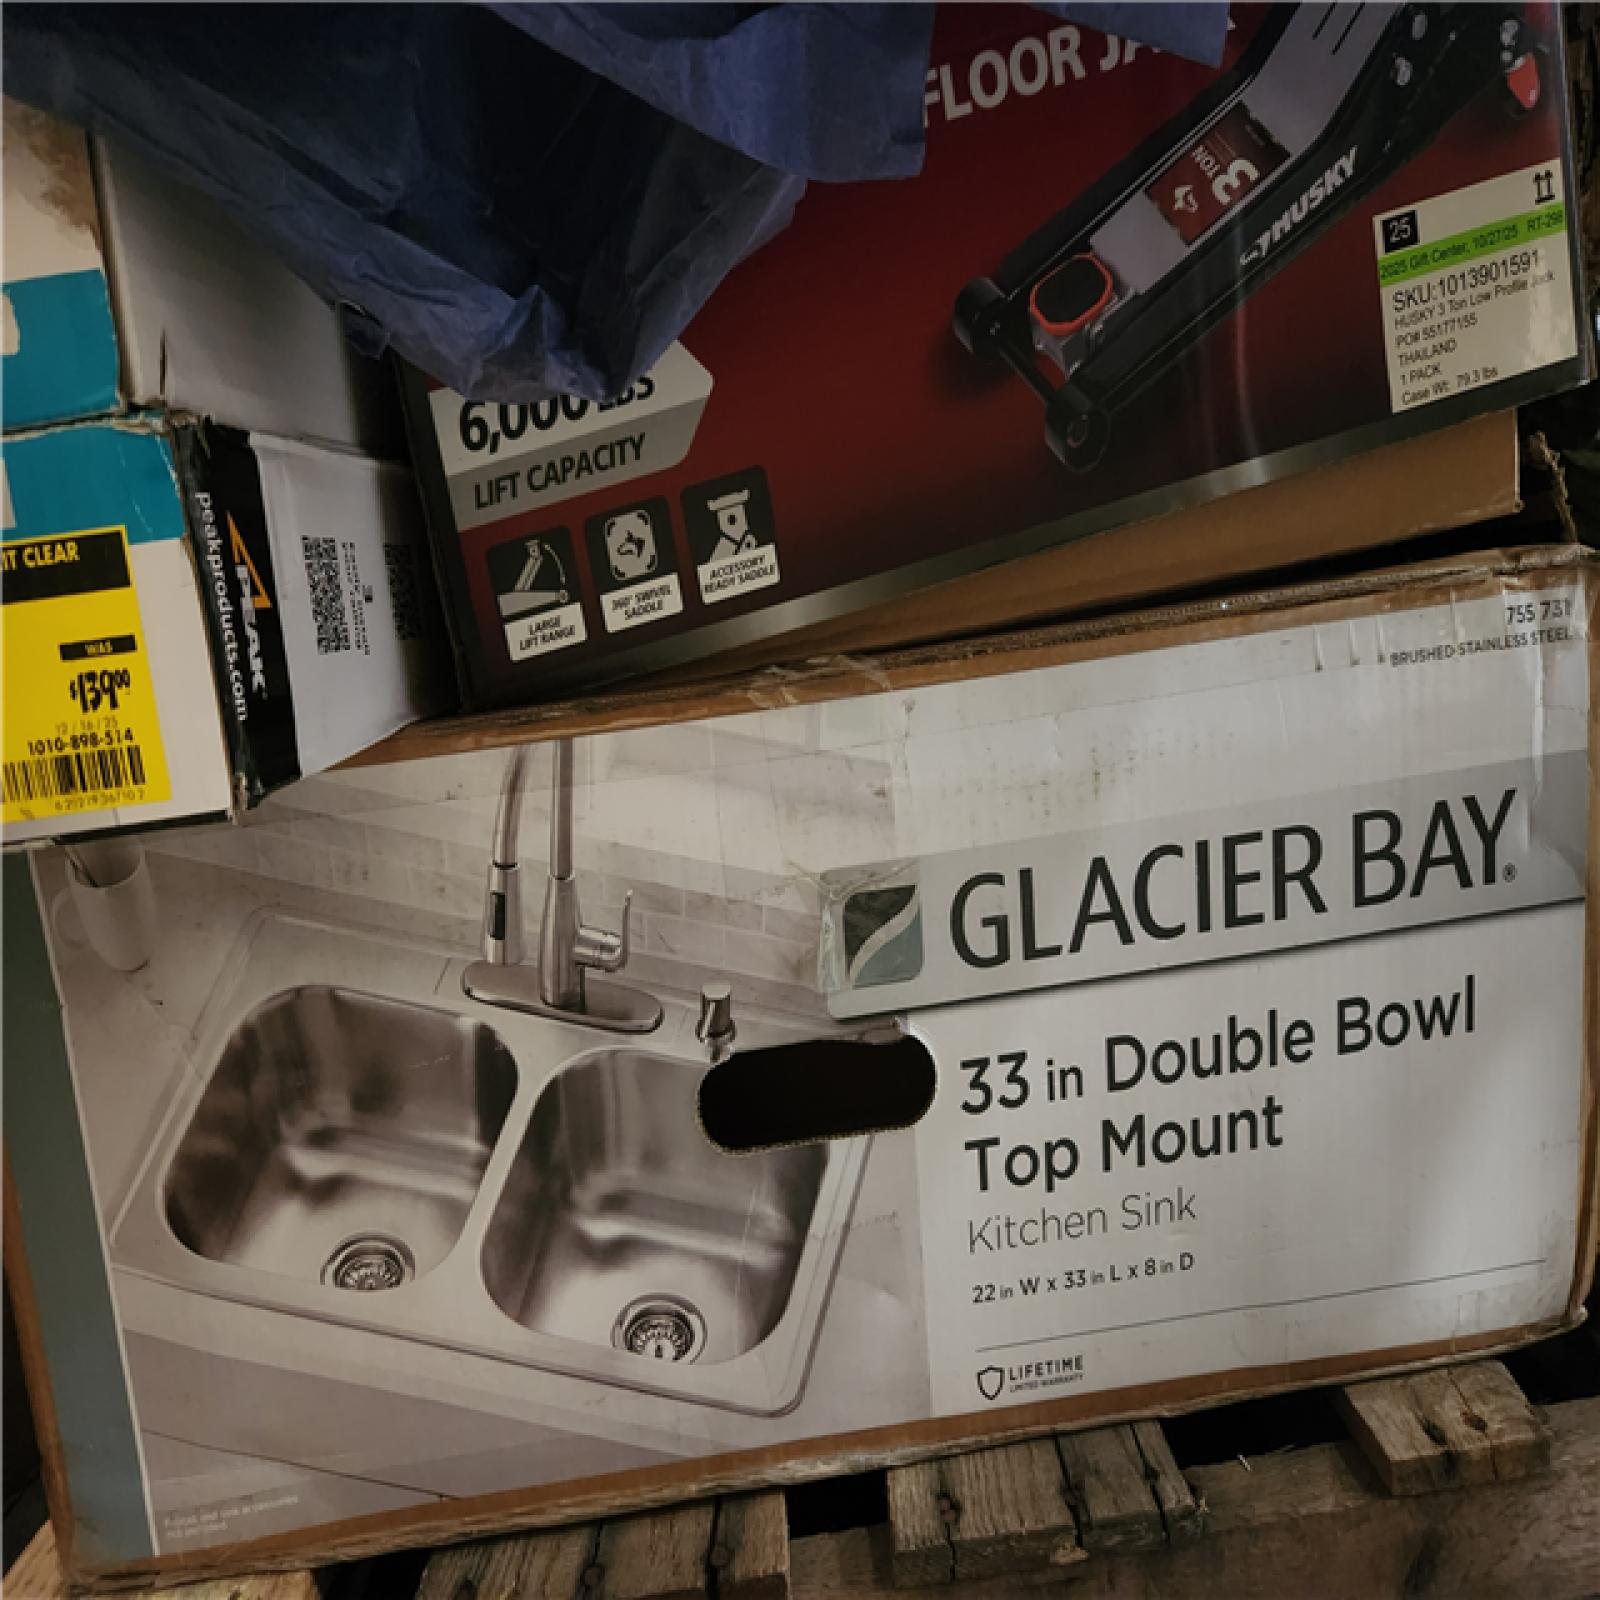 FLOOR
3
TON
HUSKY
25
2025 Gift Center, 10/27/25 RT-298
SKU:1013901591
HUSKY 3 Ton Low Profile Jack
PO# 55177155
THAILAND
1 PACK
Case Wt: 79.3 lbs
6,000 LBS
LIFT CAPACITY
LARGE
LIFT RANGE
360° SWIVEL
SADDLE
ACCESSORY
READY SADDLE
IT CLEAR
WAS
$139.00
12/16/25
1010-898-514
PEAK
peakproducts.com
755 731
BRUSHED STAINLESS STEEL
GLACIER BAY®
33 in Double Bowl
Top Mount
Kitchen Sink
22 in W x 33 in L x 8 in D
LIFETIME
LIMITED WARRANTY